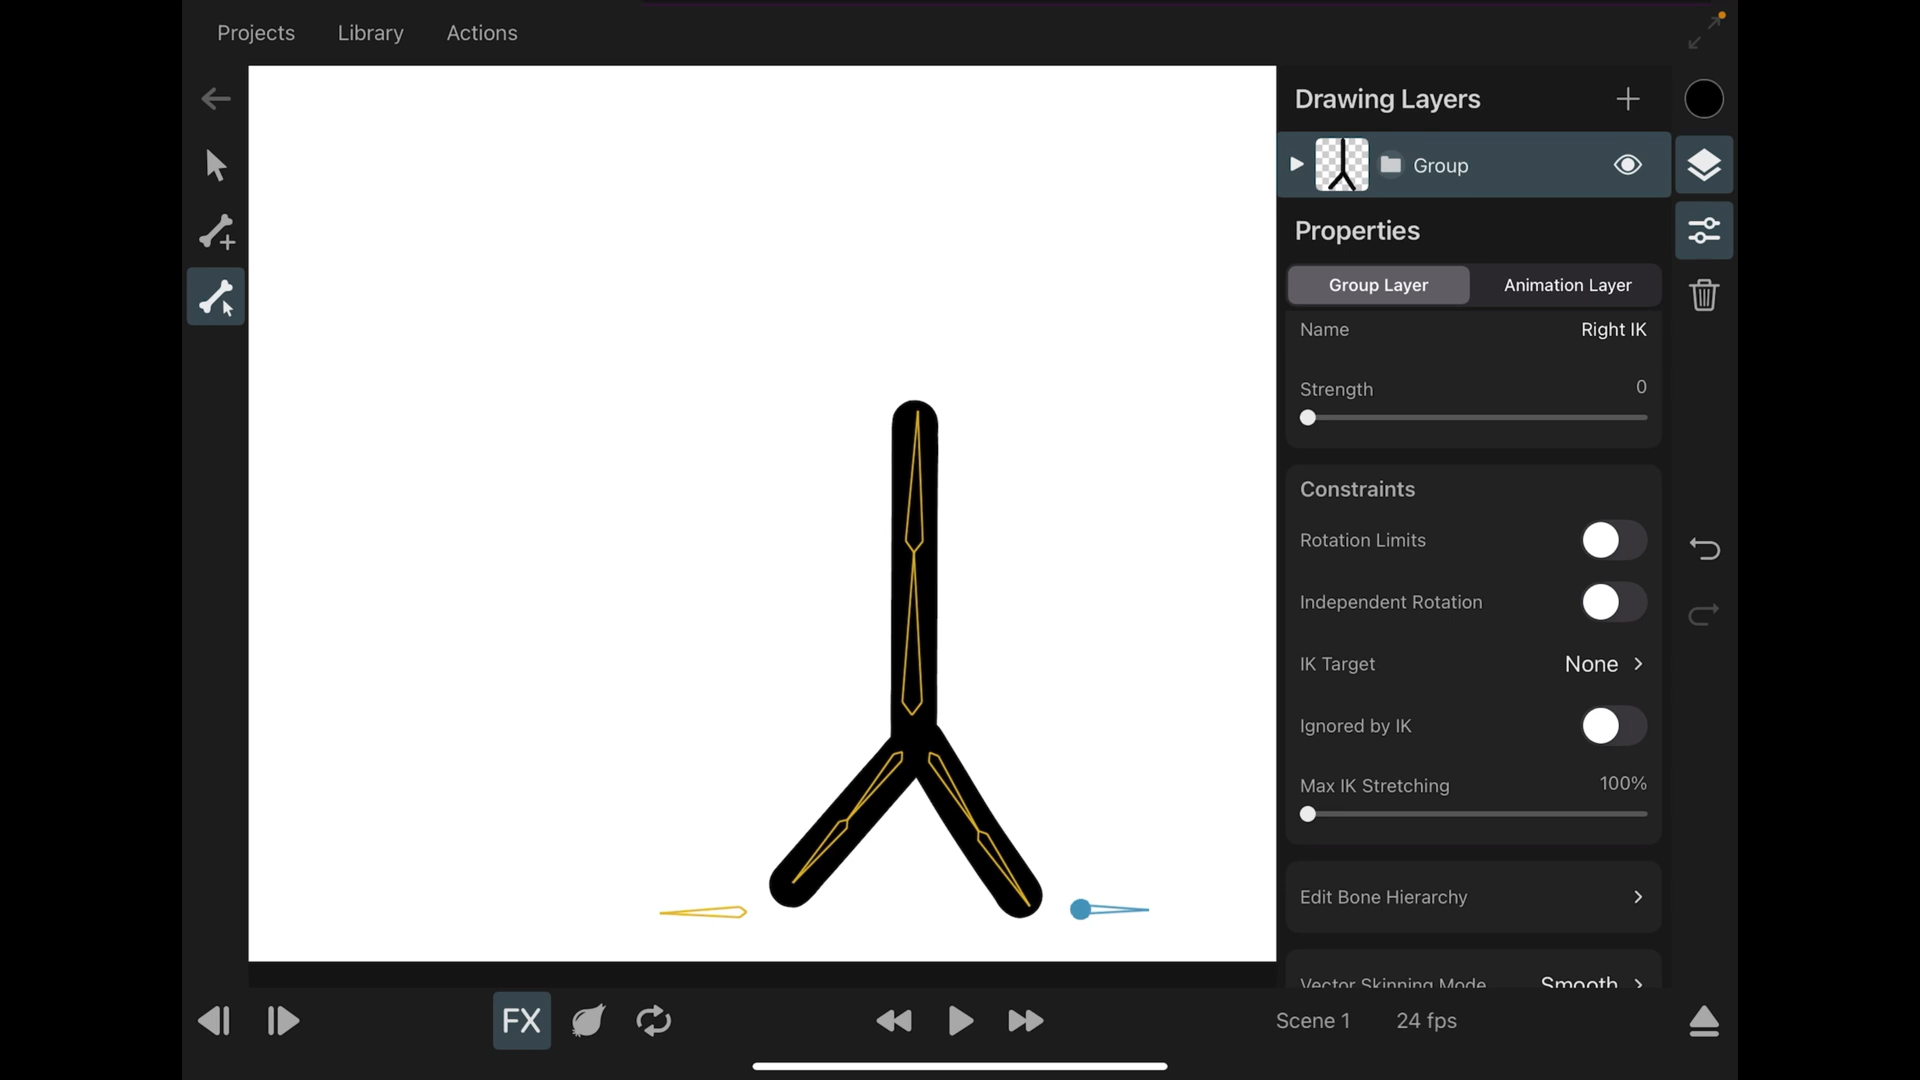 Projects Library Actions
Drawing Layers
Group
Properties
Group Layer Animation Layer
Name Right IK
Strength 0
Constraints
Rotation Limits
Independent Rotation
IK Target None
Ignored by IK
Max IK Stretching 100%
Edit Bone Hierarchy
Vector Skinning Mode Smooth
FX Scene 1 24 fps